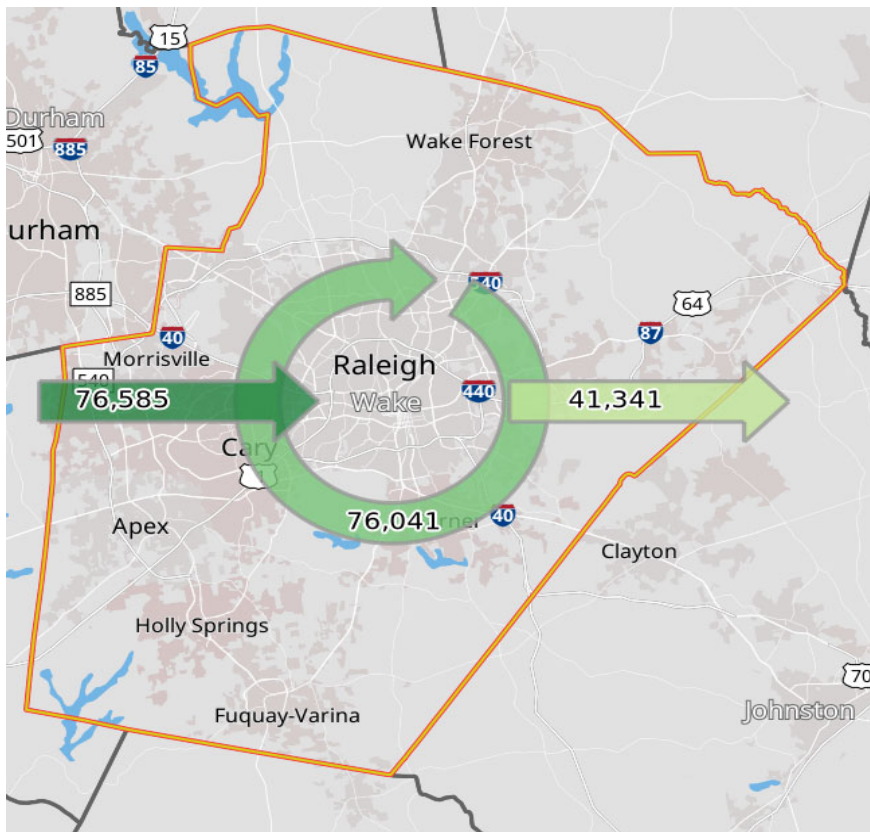 15
85
Durham
501
885
Wake Forest
urham
885
540
64
40
87
Morrisville
540
Raleigh
76,585
Wake
440
41,341
Cary
1
76,041
rner
40
Apex
Clayton
Holly Springs
70
Fuquay-Varina
Johnston